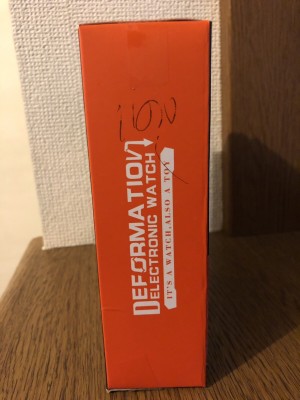 DEFORMATION
ELECTRONIC WATCH
IT'S A WATCH,ALSO A TOY